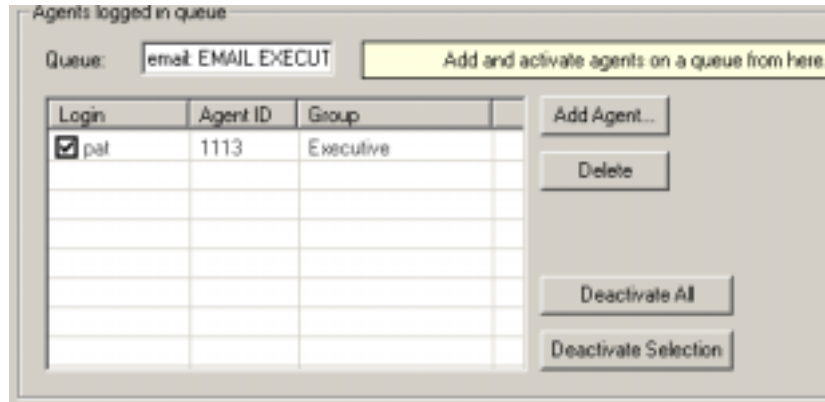 Agents logged in queue
Queue: email: EMAIL EXECUT Add and activate agents on a queue from here.
Login Agent ID Group Add Agent...
pat 1113 Executive
Delete
Deactivate All
Deactivate Selection